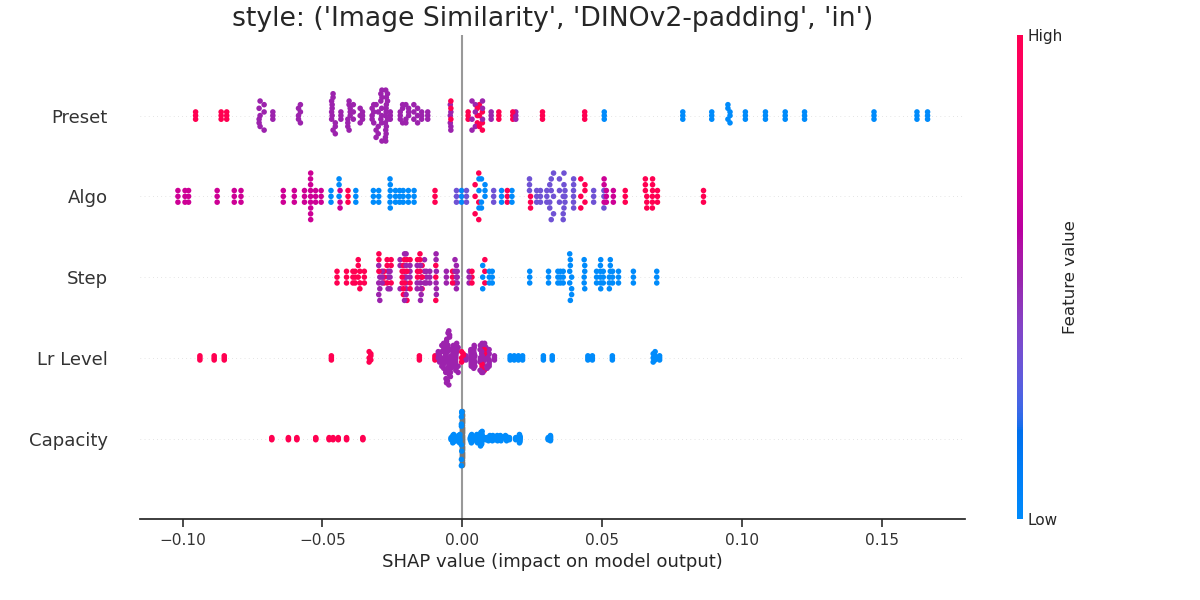 style: ('Image Similarity', 'DINOv2-padding', 'in')
High
Preset
Algo
Step
Lr Level
Capacity
Feature value
Low
−0.10 −0.05 0.00 0.05 0.10 0.15
SHAP value (impact on model output)